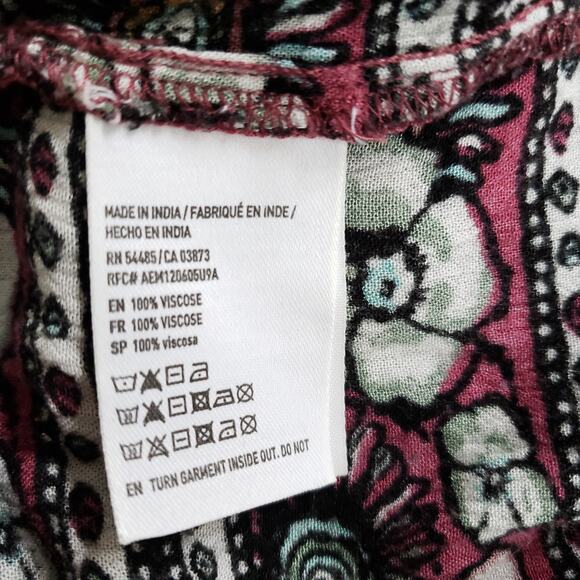 MADE IN INDIA / FABRIQUÉ EN INDE /
HECHO EN INDIA
RN 54485/CA 03873
RFC# AEM120605U9A
EN 100% VISCOSE
FR 100% VISCOSE
SP 100% viscosa
EN TURN GARMENT INSIDE OUT. DO NOT